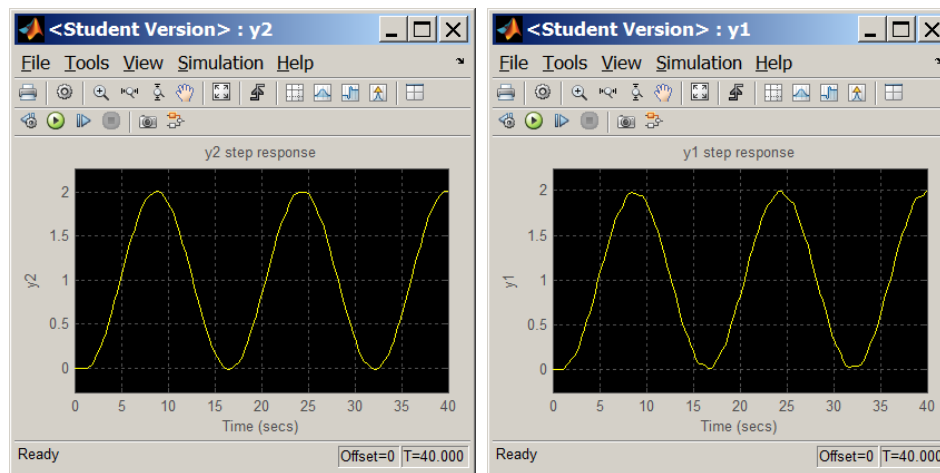 <Student Version> : y2
File Tools View Simulation Help
y2 step response
2
1.5
1
0.5
0
y2
0 5 10 15 20 25 30 35 40
Time (secs)
Ready Offset=0 T=40.000
<Student Version> : y1
File Tools View Simulation Help
y1 step response
2
1.5
1
0.5
0
y1
0 5 10 15 20 25 30 35 40
Time (secs)
Ready Offset=0 T=40.000